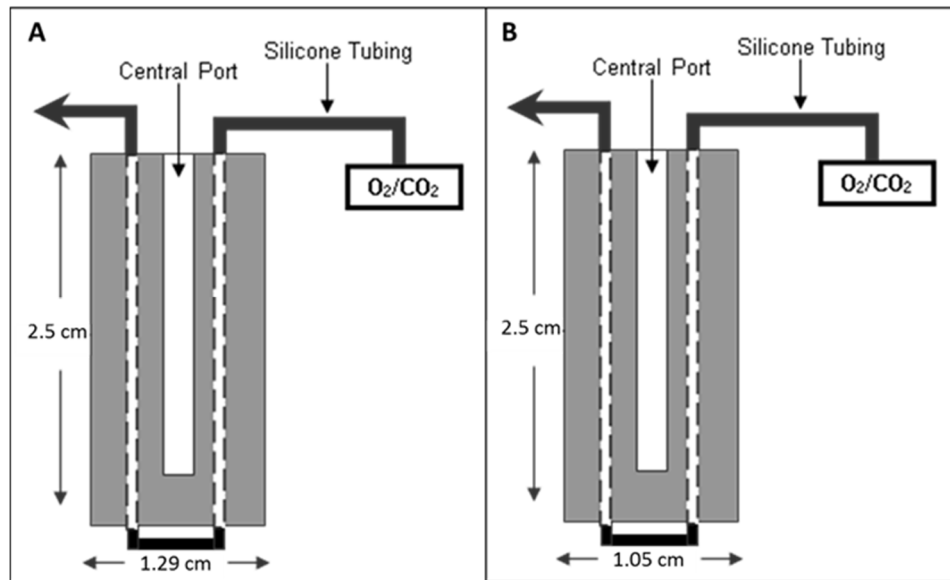 A
Silicone Tubing
Central Port
O₂/CO₂
2.5 cm
1.29 cm
B
Silicone Tubing
Central Port
O₂/CO₂
2.5 cm
1.05 cm